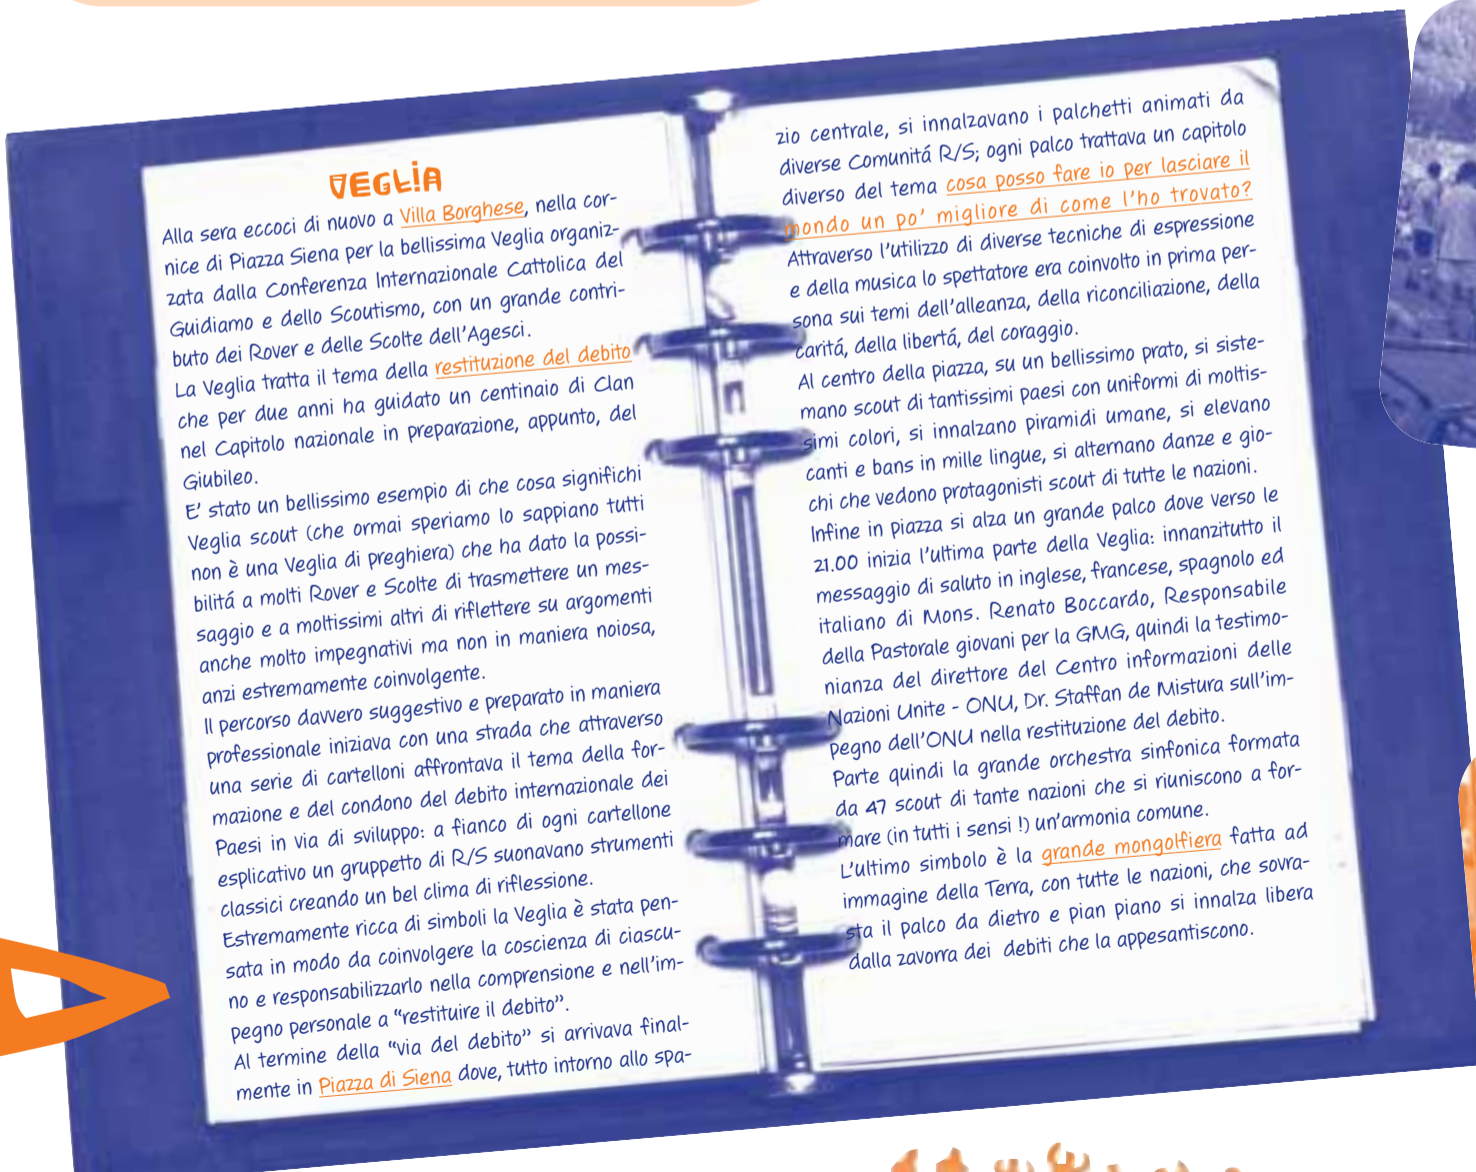 VEGLIA
Alla sera eccoci di nuovo a Villa Borghese, nella cor-
nice di Piazza Siena per la bellissima Veglia organiz-
zata dalla Conferenza Internazionale Cattolica del
Guidiamo e dello Scoutismo, con un grande contri-
buto dei Rover e delle Scolte dell'Agesci.
La Veglia tratta il tema della restituzione del debito
che per due anni ha guidato un centinaio di Clan
nel Capitolo nazionale in preparazione, appunto, del
Giubileo.
E' stato un bellissimo esempio di che cosa significhi
Veglia scout (che ormai speriamo lo sappiano tutti
non è una Veglia di preghiera) che ha dato la possi-
bilitá a molti Rover e Scolte di trasmettere un mes-
saggio e a moltissimi altri di riflettere su argomenti
anche molto impegnativi ma non in maniera noiosa,
anzi estremamente coinvolgente.
Il percorso davvero suggestivo e preparato in maniera
professionale iniziava con una strada che attraverso
una serie di cartelloni affrontava il tema della for-
mazione e del condono del debito internazionale dei
Paesi in via di sviluppo: a fianco di ogni cartellone
esplicativo un gruppetto di R/S suonavano strumenti
classici creando un bel clima di riflessione.
Estremamente ricca di simboli la Veglia è stata pen-
sata in modo da coinvolgere la coscienza di ciascu-
no e responsabilizzarlo nella comprensione e nell'im-
pegno personale a "restituire il debito".
Al termine della "via del debito" si arrivava final-
mente in Piazza di Siena dove, tutto intorno allo spa-
zio centrale, si innalzavano i palchetti animati da
diverse Comunitá R/S; ogni palco trattava un capitolo
diverso del tema cosa posso fare io per lasciare il
mondo un po' migliore di come l'ho trovato?
Attraverso l'utilizzo di diverse tecniche di espressione
e della musica lo spettatore era coinvolto in prima per-
sona sui temi dell'alleanza, della riconciliazione, della
caritá, della libertá, del coraggio.
Al centro della piazza, su un bellissimo prato, si siste-
mano scout di tantissimi paesi con uniformi di moltis-
simi colori, si innalzano piramidi umane, si elevano
canti e bans in mille lingue, si alternano danze e gio-
chi che vedono protagonisti scout di tutte le nazioni.
Infine in piazza si alza un grande palco dove verso le
21.00 inizia l'ultima parte della Veglia: innanzitutto il
messaggio di saluto in inglese, francese, spagnolo ed
italiano di Mons. Renato Boccardo, Responsabile
della Pastorale giovani per la GMG, quindi la testimo-
nianza del direttore del Centro informazioni delle
Nazioni Unite - ONU, Dr. Staffan de Mistura sull'im-
pegno dell'ONU nella restituzione del debito.
Parte quindi la grande orchestra sinfonica formata
da 47 scout di tante nazioni che si riuniscono a for-
mare (in tutti i sensi !) un'armonia comune.
L'ultimo simbolo è la grande mongolfiera fatta ad
immagine della Terra, con tutte le nazioni, che sovra-
sta il palco da dietro e pian piano si innalza libera
dalla zavorra dei debiti che la appesantiscono.